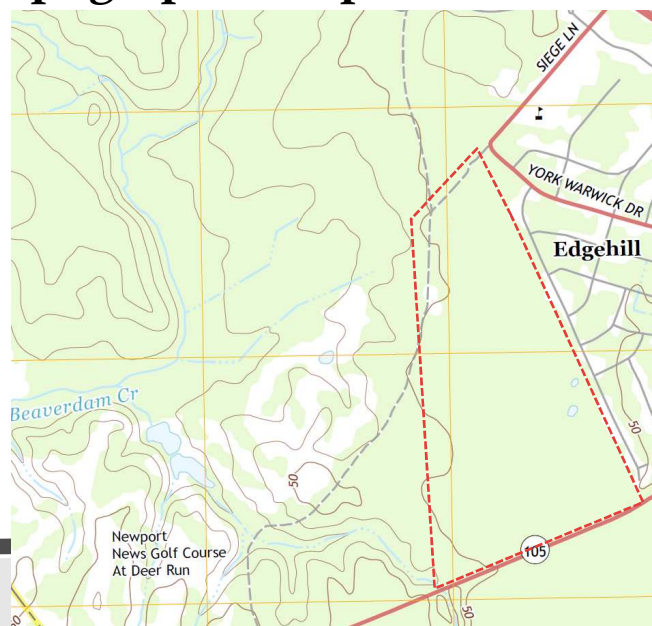 SIEGE LN
YORK WARWICK DR
Edgehill
Beaverdam Cr
50
50
Newport
News Golf Course
At Deer Run
105
50